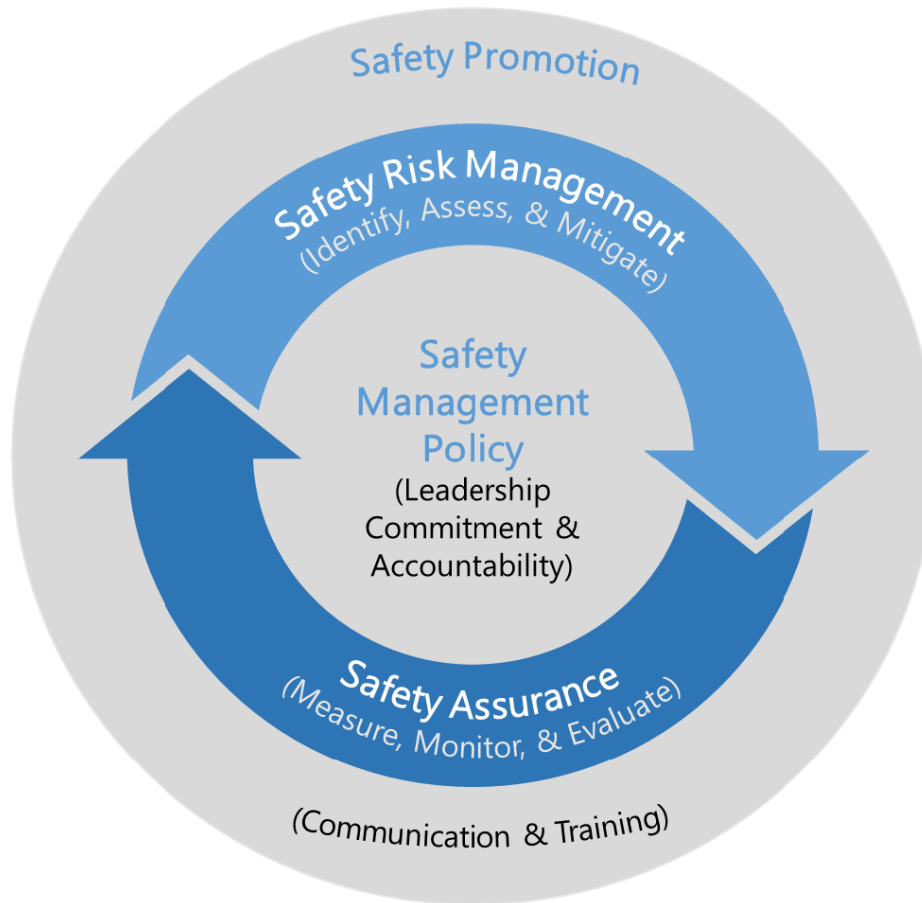 Safety Promotion
Safety Risk Management
(Identify, Assess, & Mitigate)
Safety
Management
Policy
(Leadership
Commitment &
Accountability)
Safety Assurance
(Measure, Monitor, & Evaluate)
(Communication & Training)